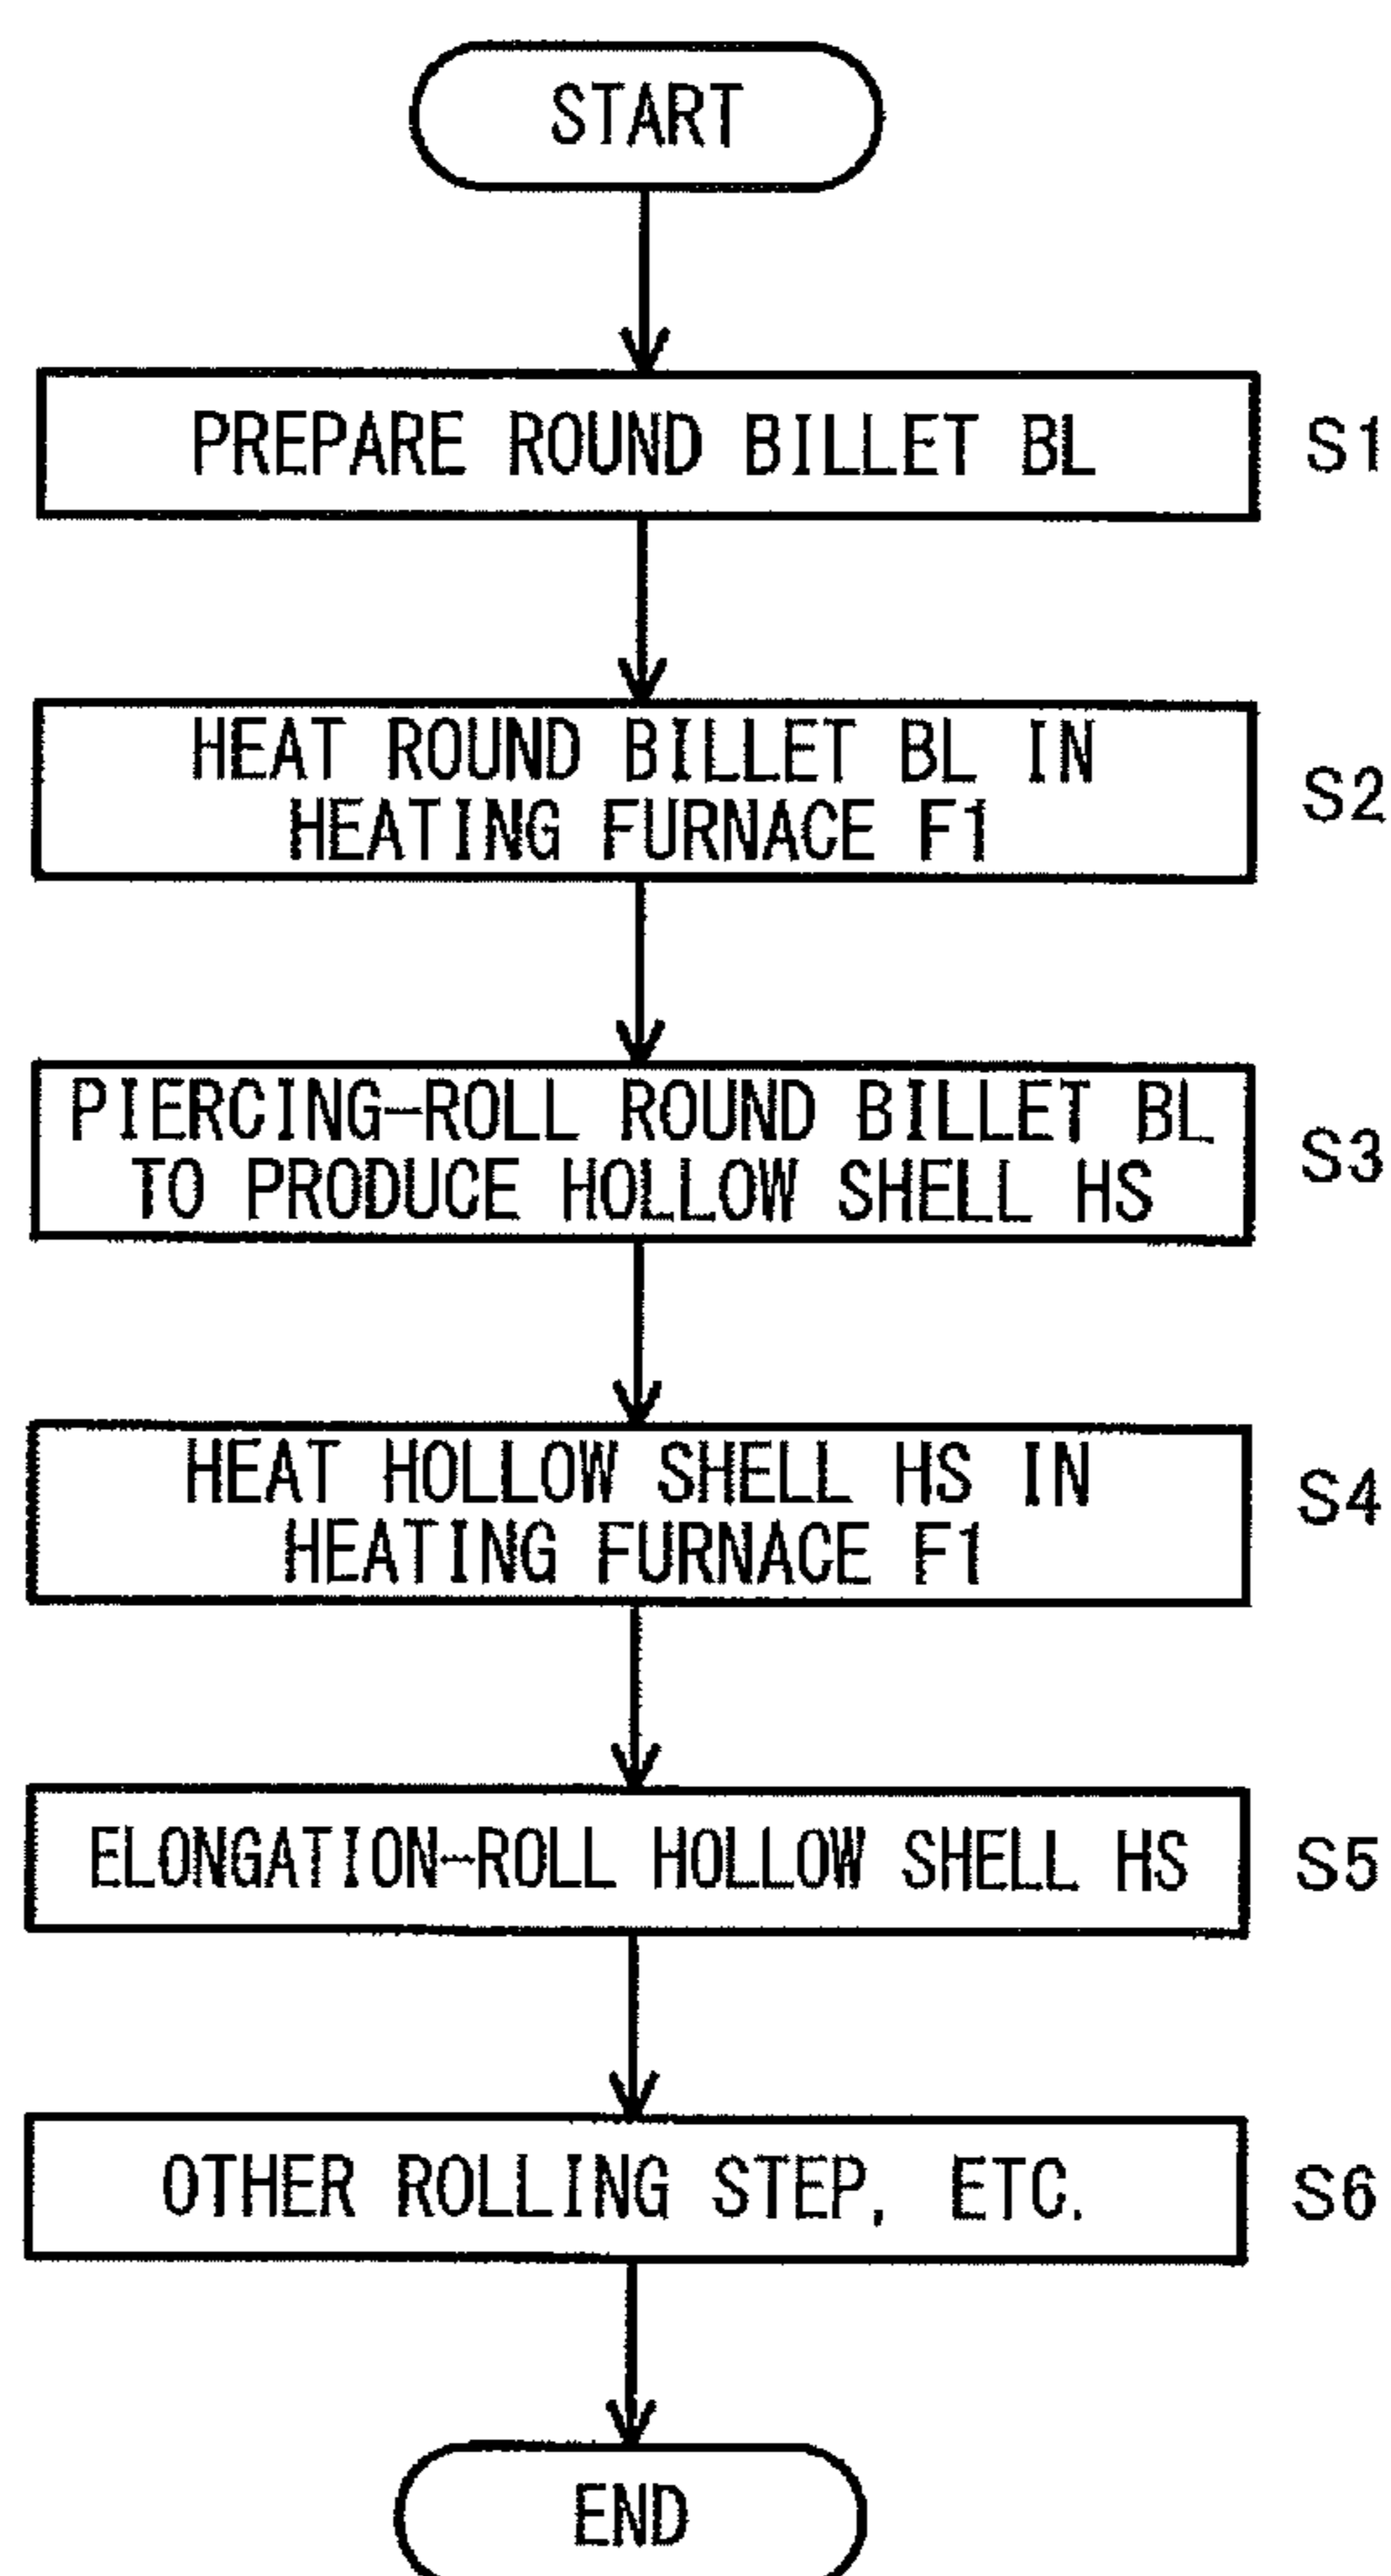 START
PREPARE ROUND BILLET BL
S1
HEAT ROUND BILLET BL IN
HEATING FURNACE F1
S2
PIERCING-ROLL ROUND BILLET BL
TO PRODUCE HOLLOW SHELL HS
S3
HEAT HOLLOW SHELL HS IN
HEATING FURNACE F1
S4
ELONGATION-ROLL HOLLOW SHELL HS
S5
OTHER ROLLING STEP, ETC.
S6
END